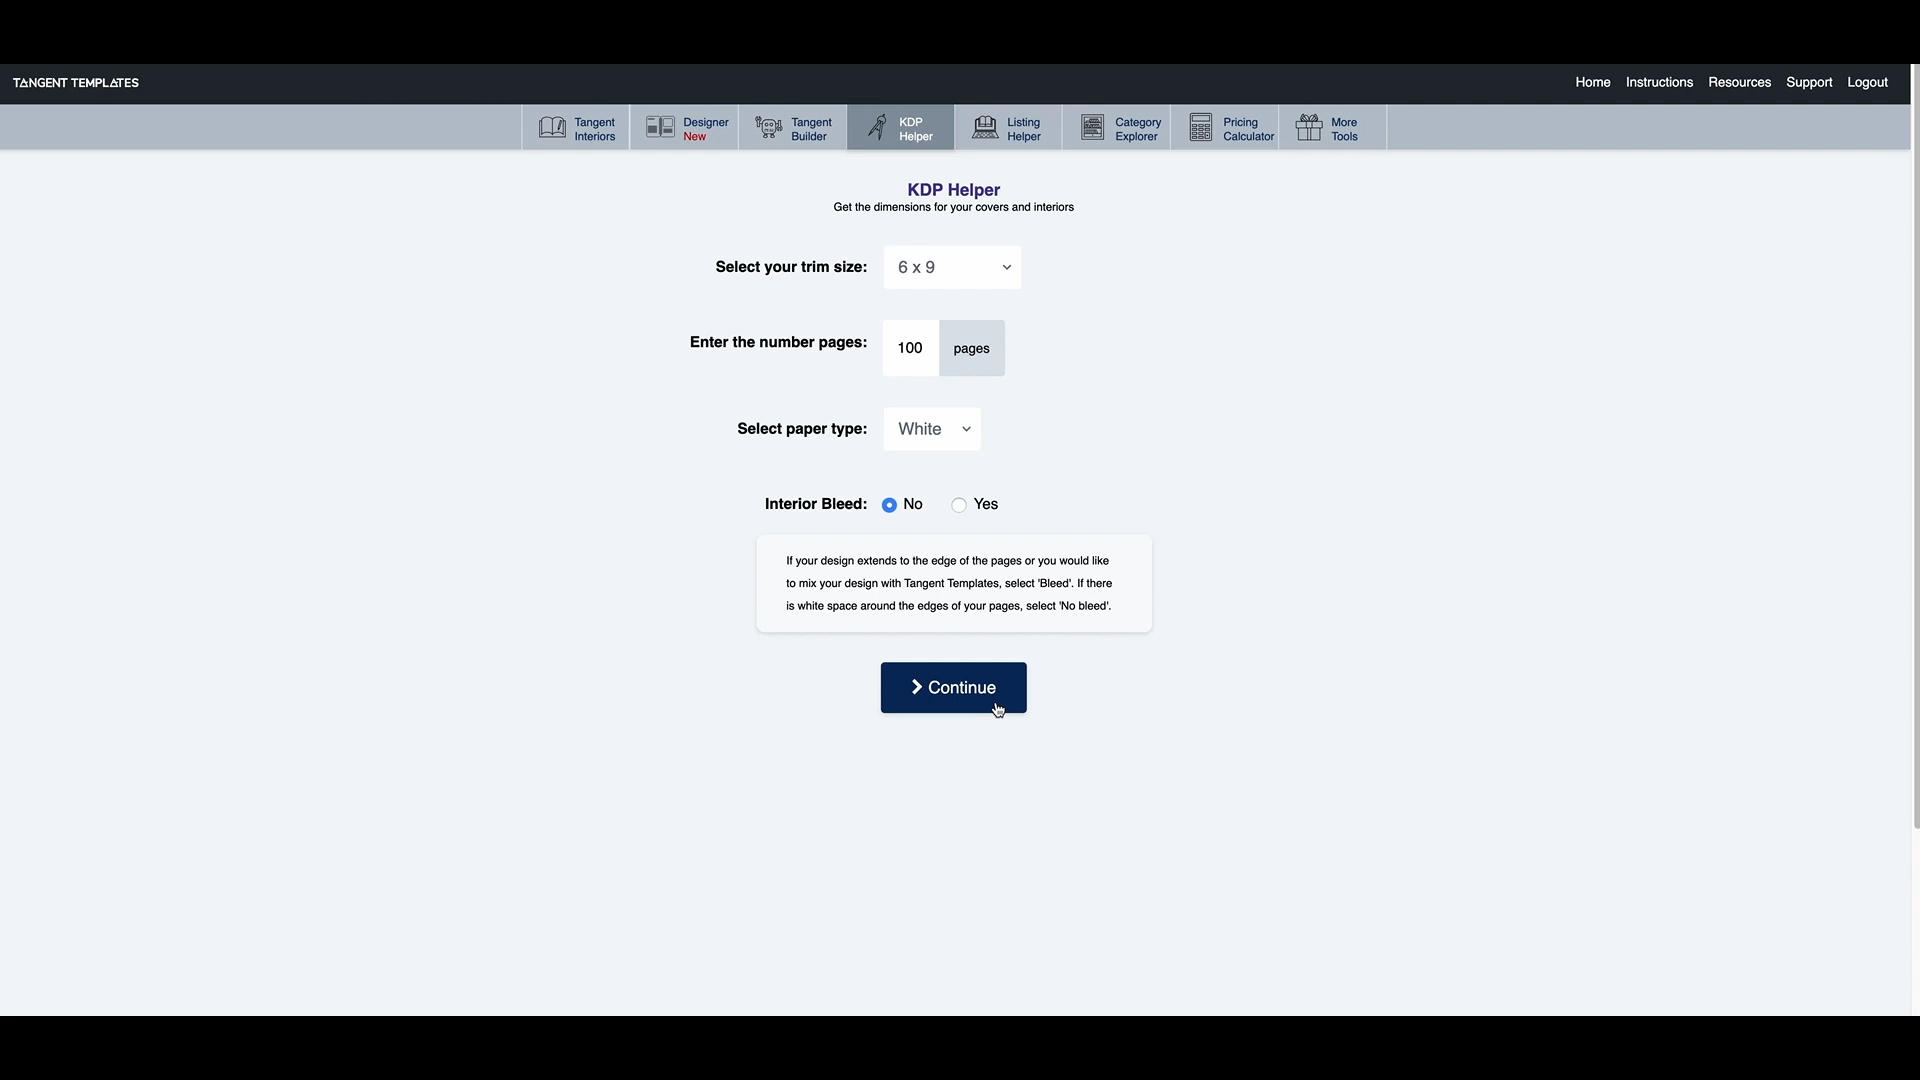 TANGENT TEMPLATES
Home Instructions Resources Support Logout
Tangent Interiors
Designer New
Tangent Builder
KDP Helper
Listing Helper
Category Explorer
Pricing Calculator
More Tools
KDP Helper
Get the dimensions for your covers and interiors
Select your trim size: 6 x 9
Enter the number pages: 100 pages
Select paper type: White
Interior Bleed: No Yes
If your design extends to the edge of the pages or you would like
to mix your design with Tangent Templates, select 'Bleed'. If there
is white space around the edges of your pages, select 'No bleed'.
Continue